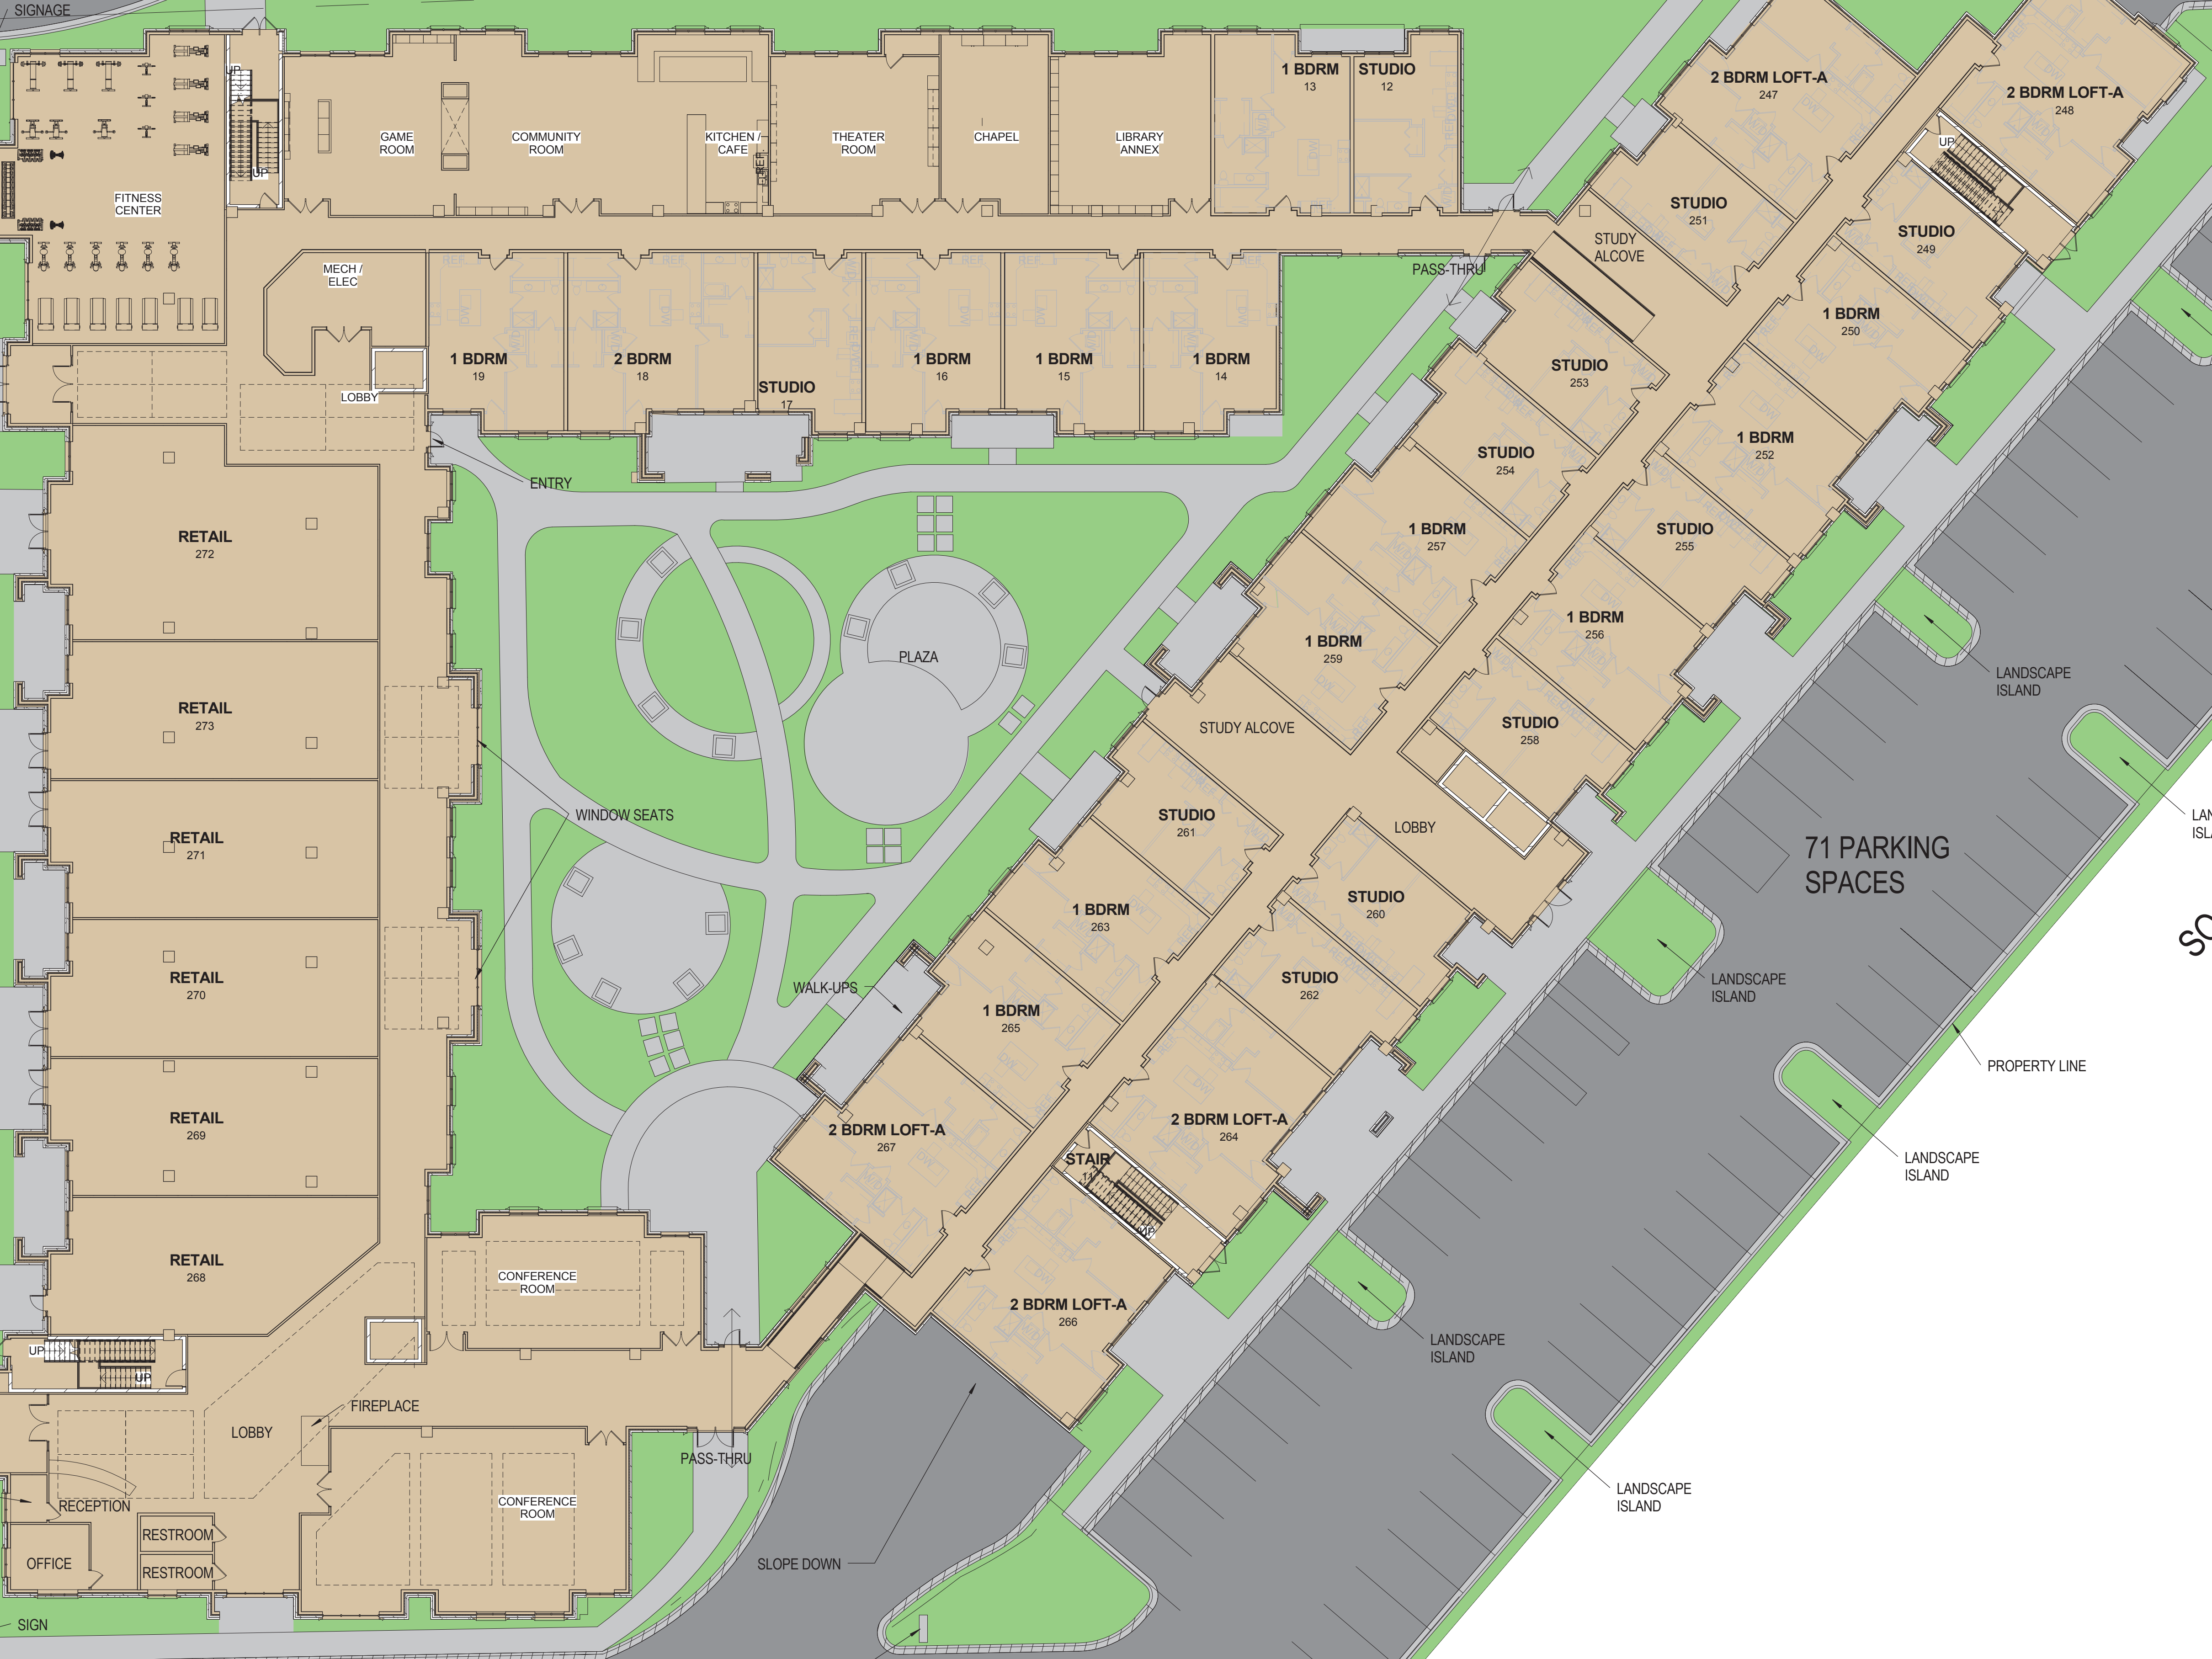 SIGNAGE
UP
UP
FITNESS
CENTER
GAME
ROOM
COMMUNITY
ROOM
KITCHEN /
CAFE
REF.
THEATER
ROOM
CHAPEL
LIBRARY
ANNEX
1 BDRM
13
STUDIO
12
2 BDRM LOFT-A
247
2 BDRM LOFT-A
248
UP
STUDIO
251
STUDIO
249
STUDY
ALCOVE
PASS-THRU
MECH /
ELEC
LOBBY
1 BDRM
19
2 BDRM
18
STUDIO
17
1 BDRM
16
1 BDRM
15
1 BDRM
14
1 BDRM
250
STUDIO
253
1 BDRM
252
STUDIO
254
STUDIO
255
1 BDRM
257
1 BDRM
256
1 BDRM
259
STUDIO
258
ENTRY
RETAIL
272
RETAIL
273
RETAIL
271
RETAIL
270
RETAIL
269
RETAIL
268
PLAZA
WINDOW SEATS
STUDY ALCOVE
LOBBY
STUDIO
261
STUDIO
260
1 BDRM
263
STUDIO
262
WALK-UPS
1 BDRM
265
2 BDRM LOFT-A
267
2 BDRM LOFT-A
264
STAIR
11
UP
2 BDRM LOFT-A
266
71 PARKING
SPACES
LANDSCAPE
ISLAND
LANDSCAPE
ISLAND
PROPERTY LINE
LANDSCAPE
ISLAND
LANDSCAPE
ISLAND
LANDSCAPE
ISLAND
CONFERENCE
ROOM
UP
UP
FIREPLACE
LOBBY
PASS-THRU
RECEPTION
CONFERENCE
ROOM
RESTROOM
RESTROOM
OFFICE
SLOPE DOWN
SIGN